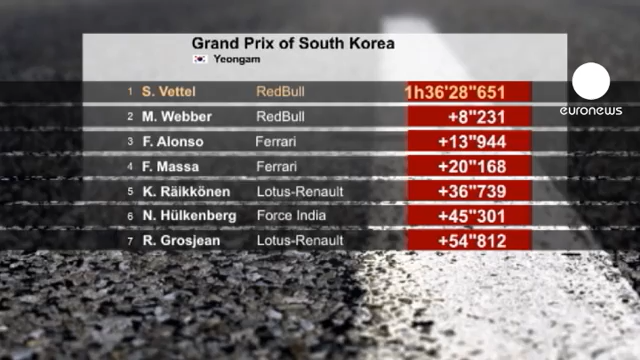 Grand Prix of South Korea
Yeongam
1 S. Vettel RedBull 1h36'28"651
2 M. Webber RedBull +8"231
3 F. Alonso Ferrari +13"944
4 F. Massa Ferrari +20"168
5 K. Räikkönen Lotus-Renault +36"739
6 N. Hülkenberg Force India +45"301
7 R. Grosjean Lotus-Renault +54"812
euronews